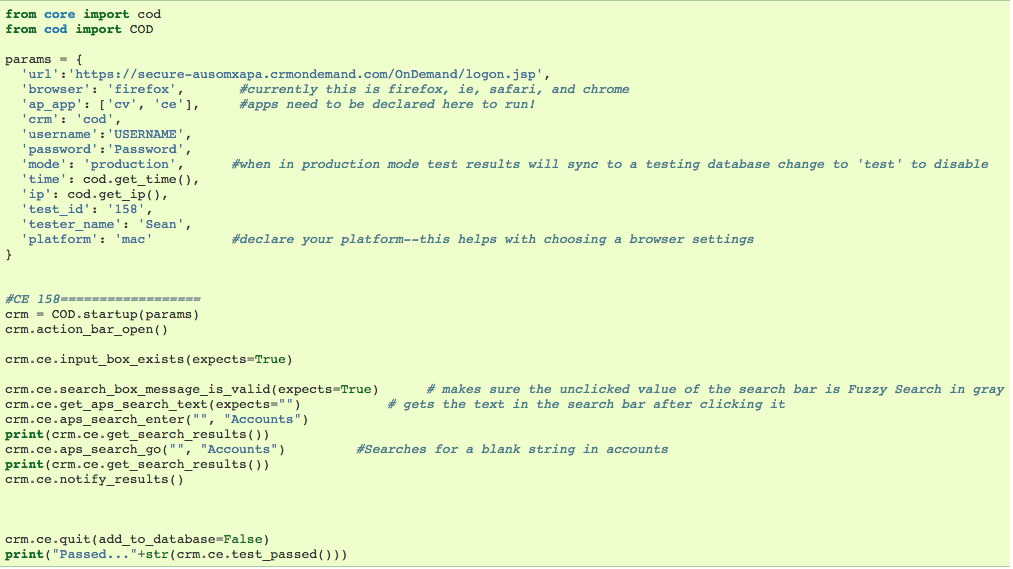 from core import cod
from cod import COD

params = {
  'url':'https://secure-ausomxapa.crmondemand.com/OnDemand/logon.jsp',
  'browser': 'firefox',       #currently this is firefox, ie, safari, and chrome
  'ap_app': ['cv', 'ce'],     #apps need to be declared here to run!
  'crm': 'cod',
  'username':'USERNAME',
  'password':'Password',
  'mode': 'production',      #when in production mode test results will sync to a testing database change to 'test' to disable
  'time': cod.get_time(),
  'ip': cod.get_ip(),
  'test_id': '158',
  'tester_name': 'Sean',
  'platform': 'mac'          #declare your platform--this helps with choosing a browser settings
}

#CE 158==================
crm = COD.startup(params)
crm.action_bar_open()

crm.ce.input_box_exists(expects=True)

crm.ce.search_box_message_is_valid(expects=True)      # makes sure the unclicked value of the search bar is Fuzzy Search in gray
crm.ce.get_aps_search_text(expects="")           # gets the text in the search bar after clicking it
crm.ce.aps_search_enter("", "Accounts")
print(crm.ce.get_search_results())
crm.ce.aps_search_go("", "Accounts")         #Searches for a blank string in accounts
print(crm.ce.get_search_results())
crm.ce.notify_results()

crm.ce.quit(add_to_database=False)
print("Passed..."+str(crm.ce.test_passed()))